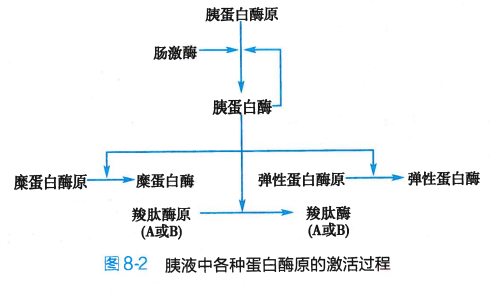 胰蛋白酶原
肠激酶
胰蛋白酶
糜蛋白酶原
糜蛋白酶
弹性蛋白酶原
弹性蛋白酶
羧肽酶原
(A或B)
羧肽酶
(A或B)
图8-2 胰液中各种蛋白酶原的激活过程